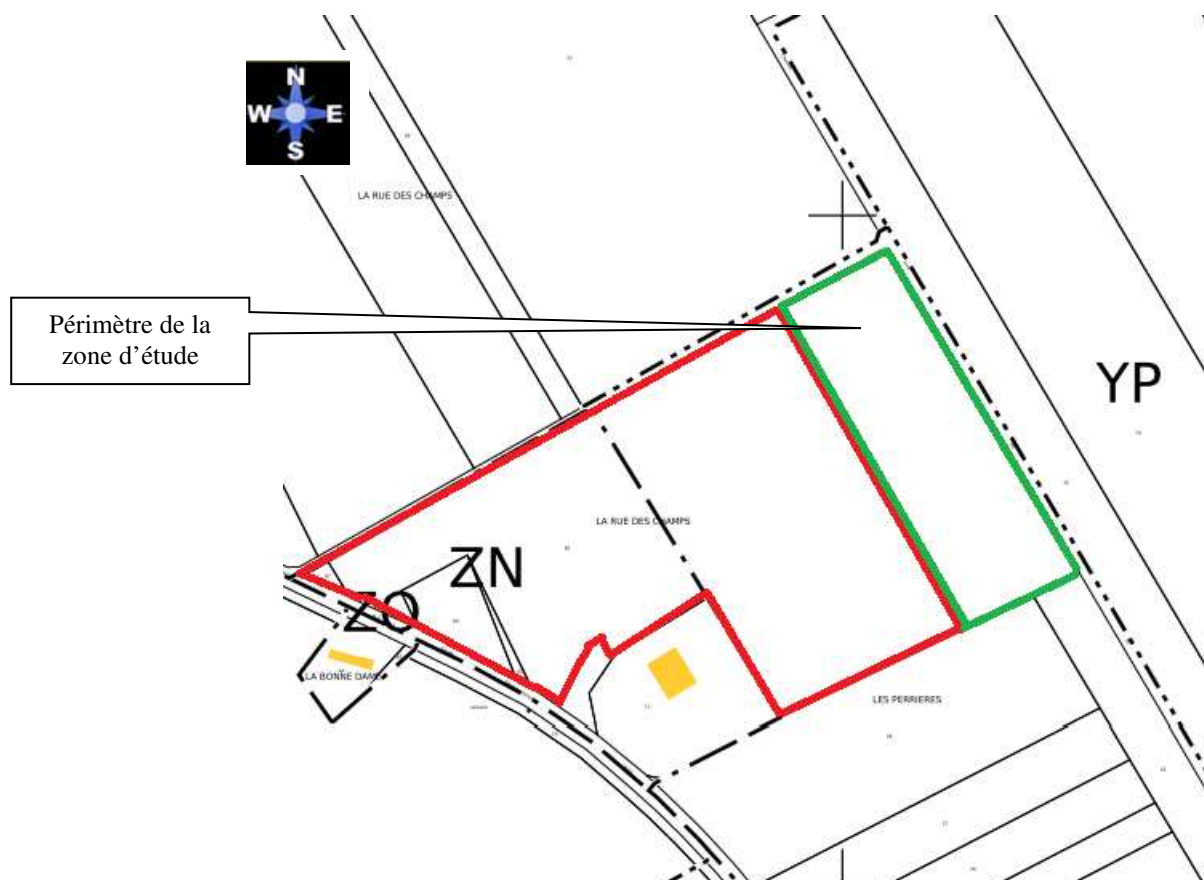 N
W E
S
LA RUE DES CHAMPS
Périmètre de la
zone d'étude
YP
LA RUE DES CHAMPS
ZN
ZO
LA BONNE DAME
LES PERRIERES